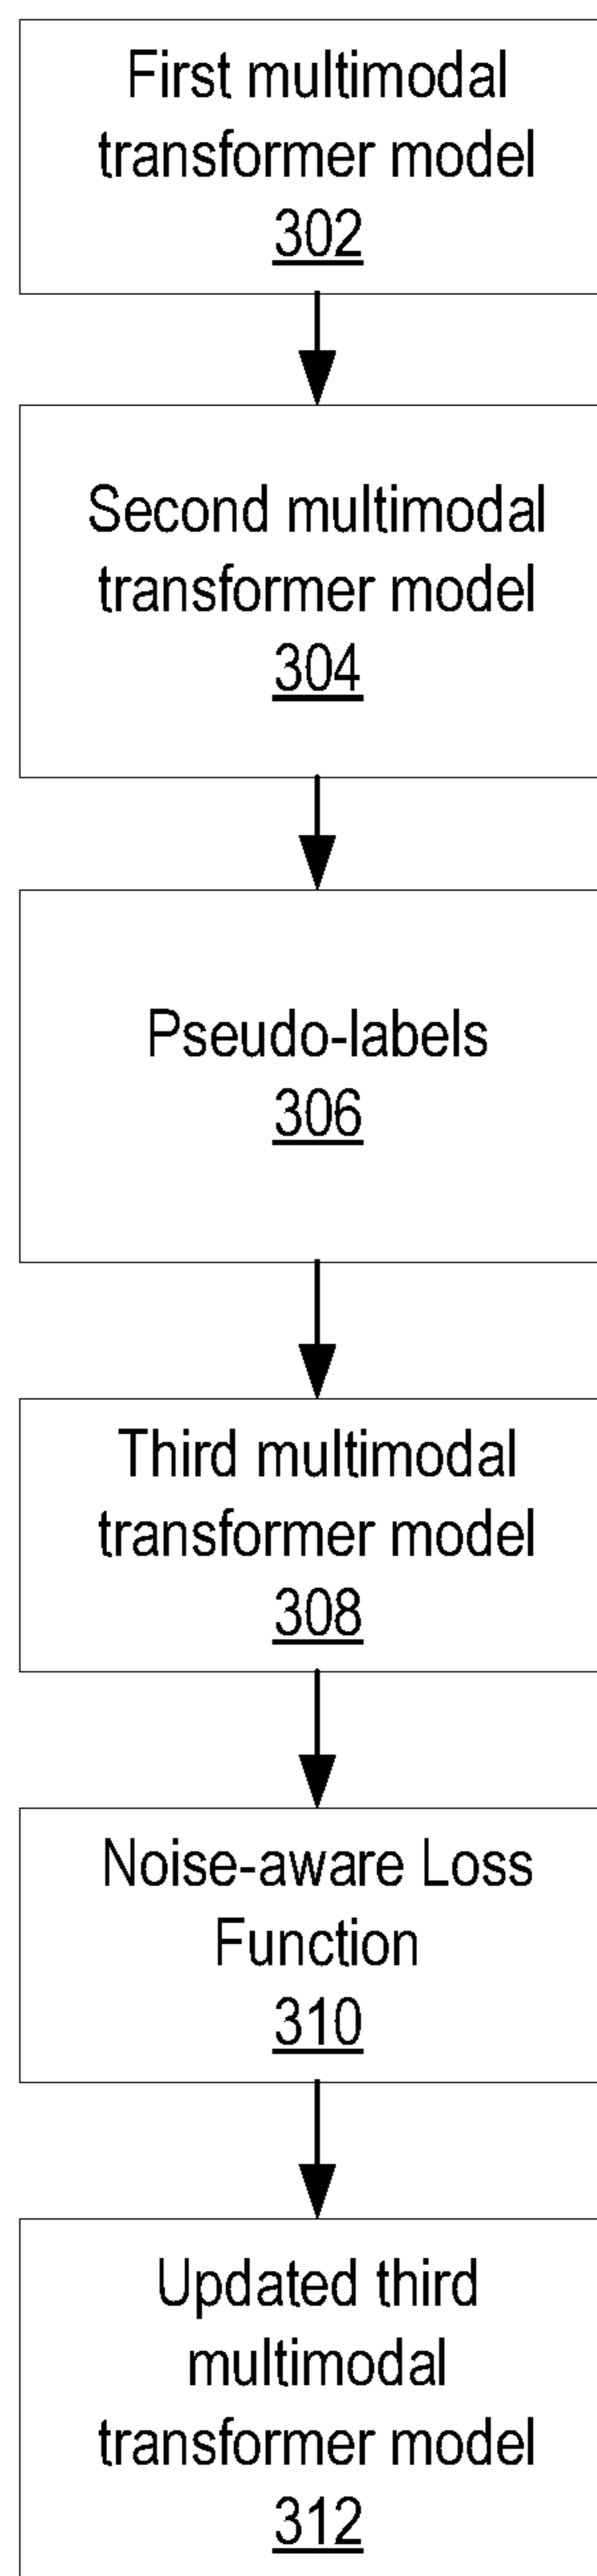 First multimodal
transformer model
302
Second multimodal
transformer model
304
Pseudo-labels
306
Third multimodal
transformer model
308
Noise-aware Loss
Function
310
Updated third
multimodal
transformer model
312